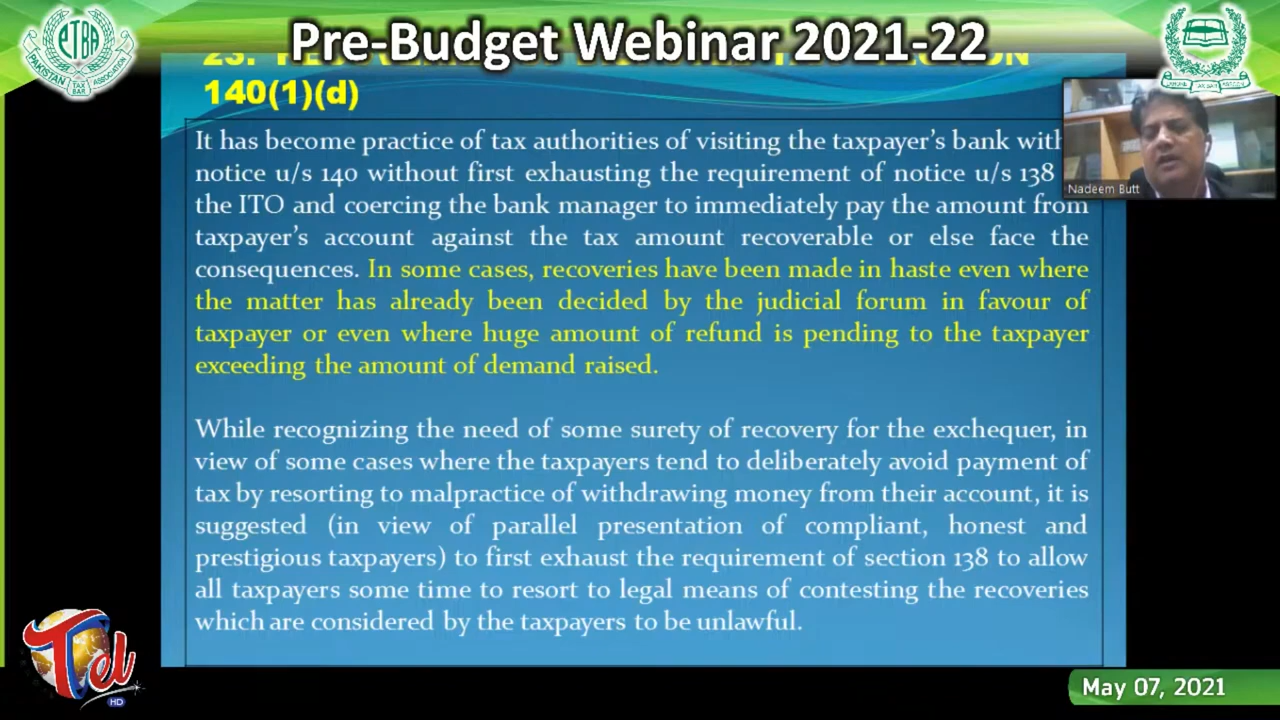 Pre-Budget Webinar 2021-22
PTBA
PAKISTAN TAX BAR ASSOCIATION
140(1)(d)
It has become practice of tax authorities of visiting the taxpayer's bank with
notice u/s 140 without first exhausting the requirement of notice u/s 138
the ITO and coercing the bank manager to immediately pay the amount from
taxpayer's account against the tax amount recoverable or else face the
consequences. In some cases, recoveries have been made in haste even where
the matter has already been decided by the judicial forum in favour of
taxpayer or even where huge amount of refund is pending to the taxpayer
exceeding the amount of demand raised.
While recognizing the need of some surety of recovery for the exchequer, in
view of some cases where the taxpayers tend to deliberately avoid payment of
tax by resorting to malpractice of withdrawing money from their account, it is
suggested (in view of parallel presentation of compliant, honest and
prestigious taxpayers) to first exhaust the requirement of section 138 to allow
all taxpayers some time to resort to legal means of contesting the recoveries
which are considered by the taxpayers to be unlawful.
Nadeem Butt
Tel
HD
May 07, 2021